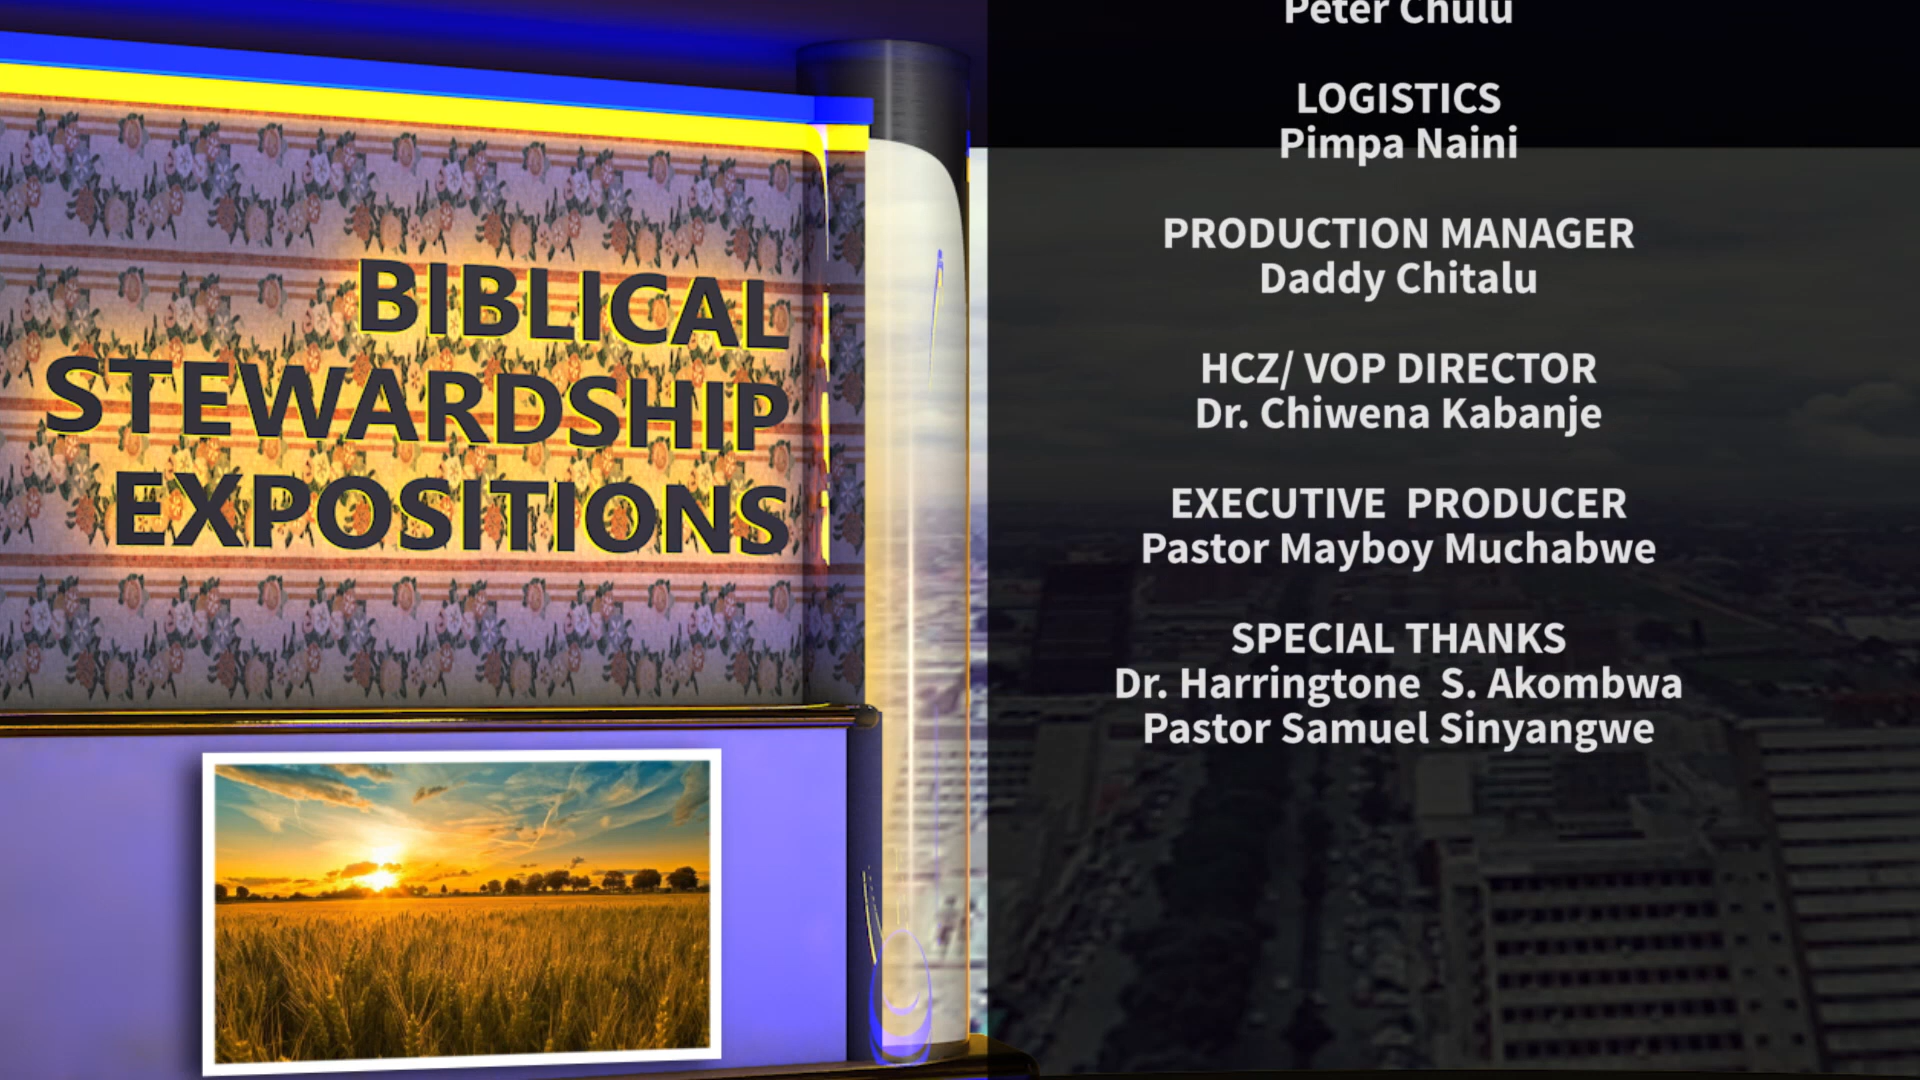 BIBLICAL
STEWARDSHIP
EXPOSITIONS
Peter Chulu
LOGISTICS
Pimpa Naini
PRODUCTION MANAGER
Daddy Chitalu
HCZ/ VOP DIRECTOR
Dr. Chiwena Kabanje
EXECUTIVE PRODUCER
Pastor Mayboy Muchabwe
SPECIAL THANKS
Dr. Harringtone S. Akombwa
Pastor Samuel Sinyangwe